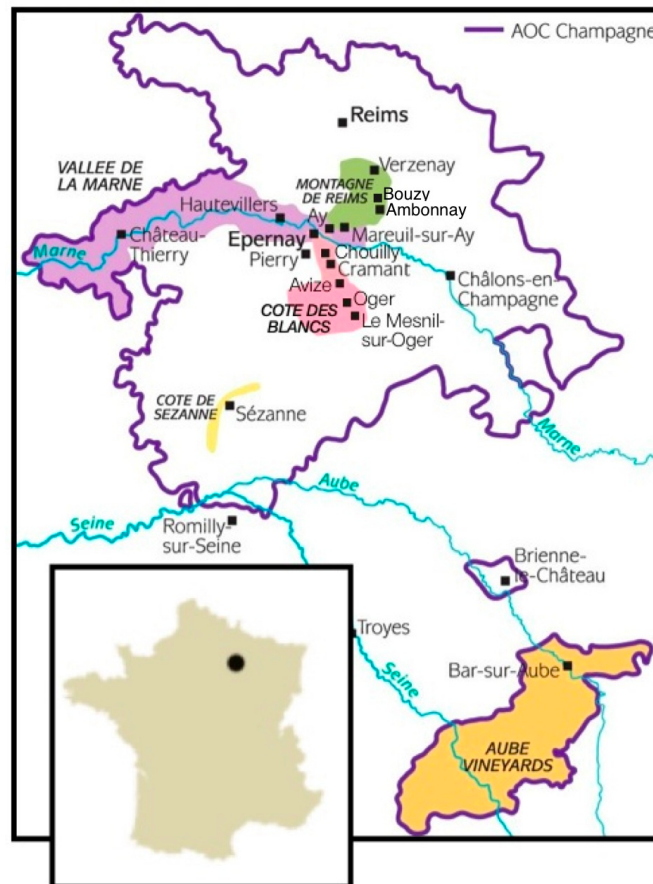 AOC Champagne
Reims
VALLEE DE
LA MARNE
Verzenay
MONTAGNE
DE REIMS
Bouzy
Ambonnay
Hautevillers
Ay
Mareuil-sur-Ay
Marne
Château-
Thierry
Epernay
Pierry
Chouilly
Cramant
Châlons-en-
Champagne
Avize
Oger
COTE DES
BLANCS
Le Mesnil-
sur-Oger
COTE DE
SEZANNE
Sézanne
Marne
Aube
Seine
Romilly-
sur-Seine
Brienne-
le-Château
Troyes
Seine
Bar-sur-Aube
AUBE
VINEYARDS